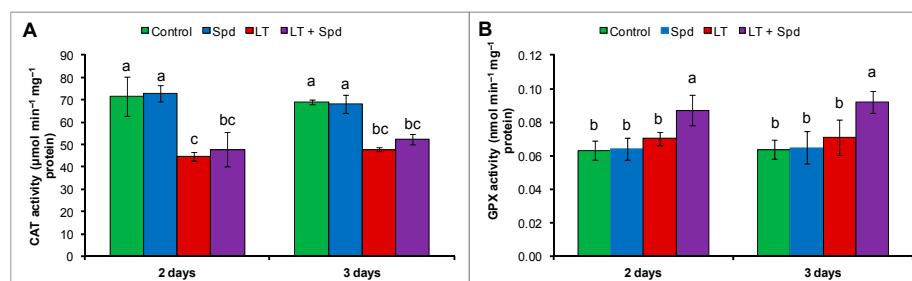 A
Control Spd LT LT + Spd
CAT activity (µmol min⁻¹ mg⁻¹
protein)
90
80
70
60
50
40
30
20
10
0
a a c bc
a a bc bc
2 days 3 days
B
Control Spd LT LT + Spd
GPX activity (nmol min⁻¹ mg⁻¹
protein)
0.12
0.10
0.08
0.06
0.04
0.02
0.00
b b b a
b b b a
2 days 3 days